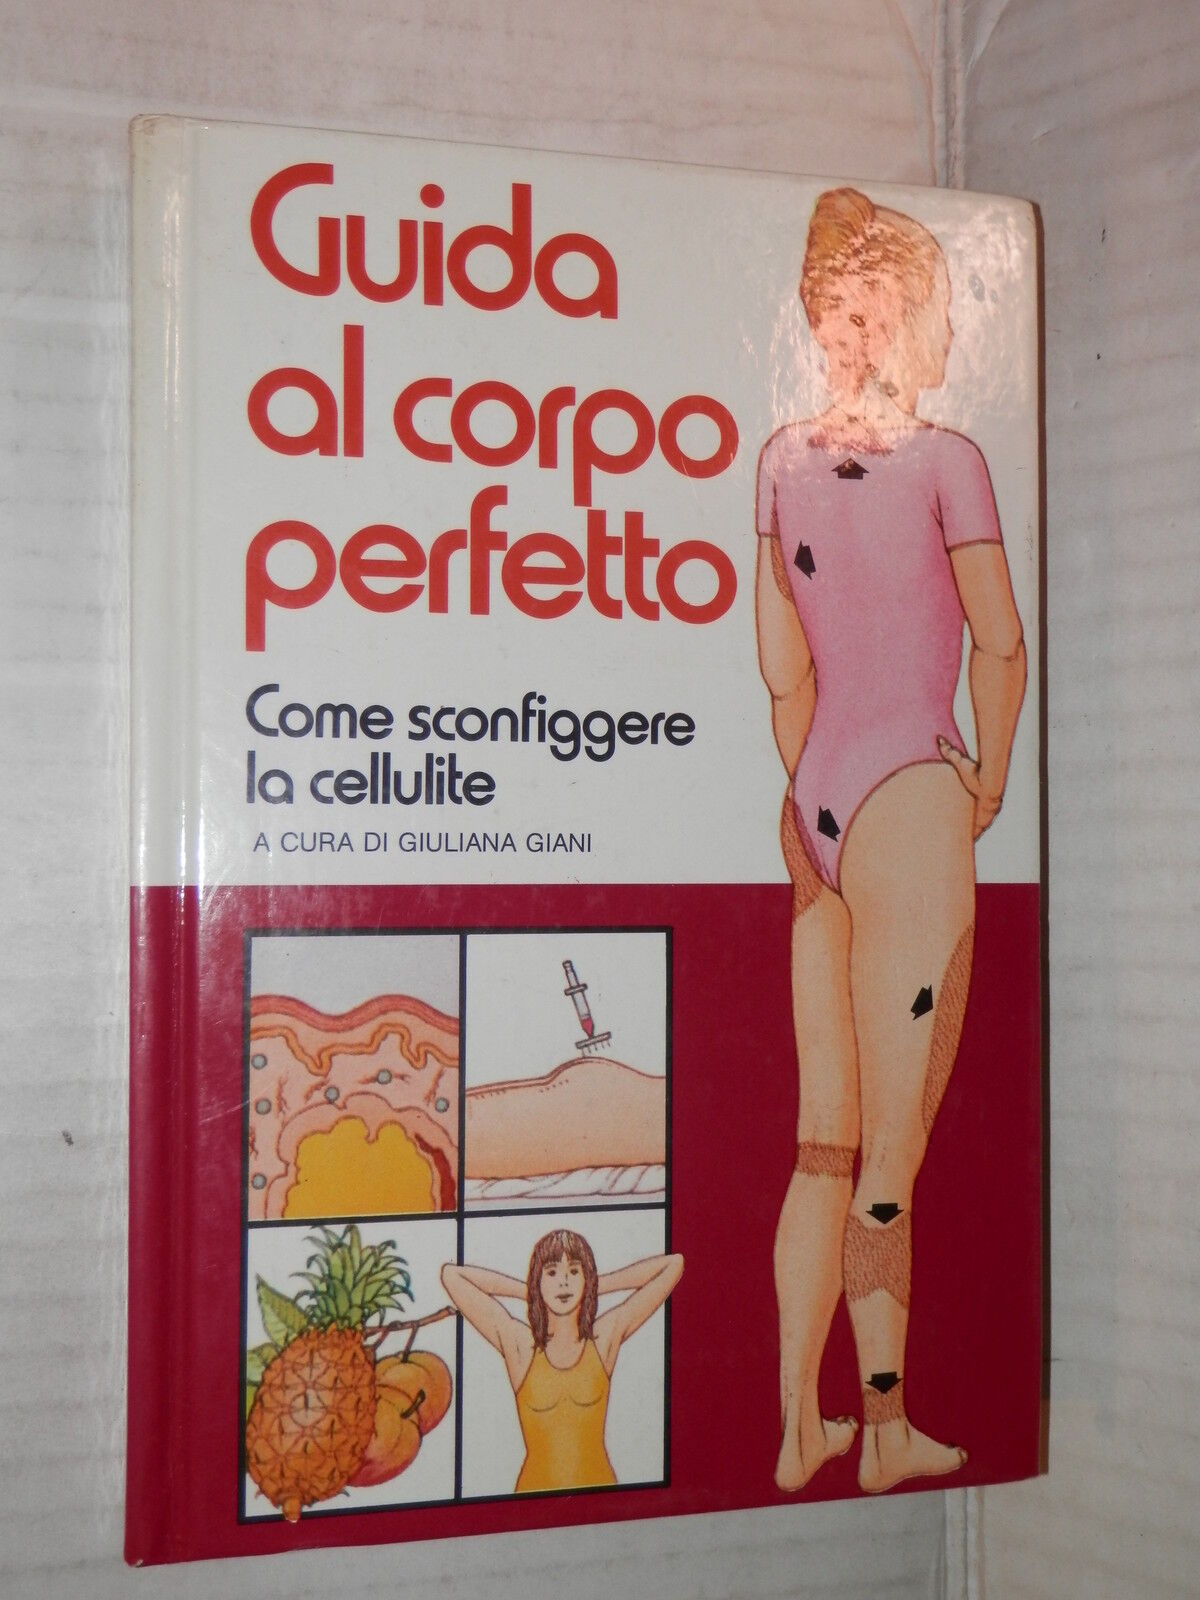 Guida
al corpo
perfetto
Come sconfiggere
la cellulite
A CURA DI GIULIANA GIANI